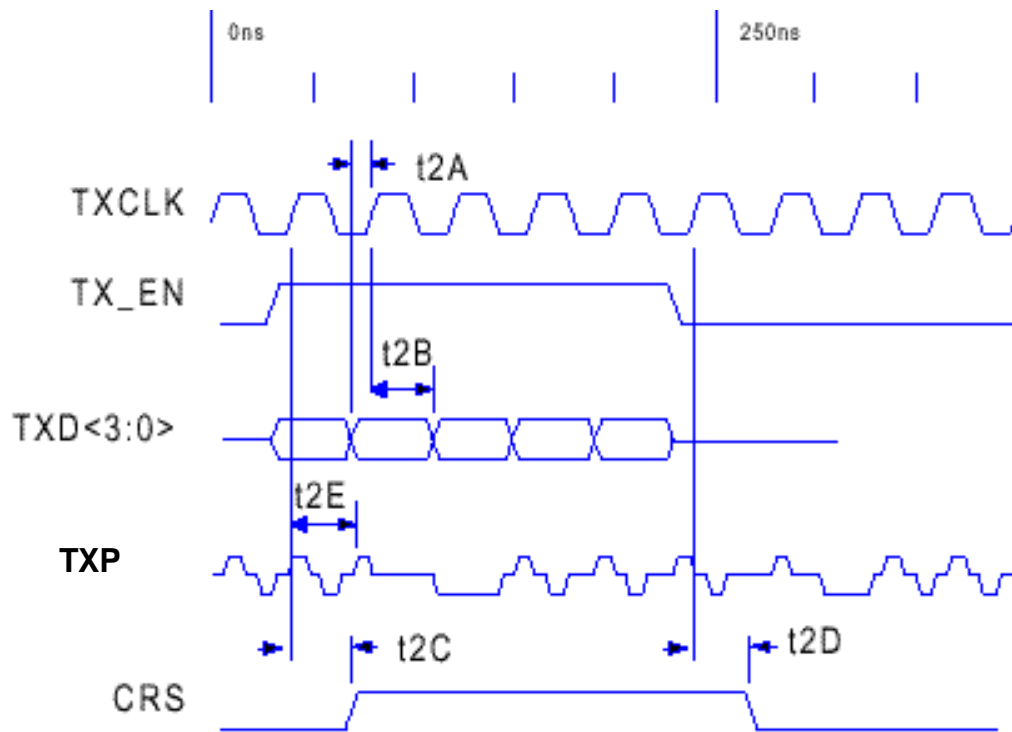 0ns 250ns
t2A
TXCLK
TX_EN
t2B
TXD<3:0>
t2E
TXP
t2C t2D
CRS